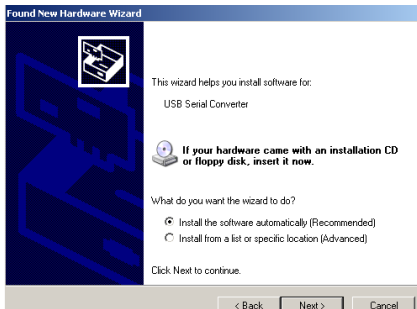 Found New Hardware Wizard
This wizard helps you install software for:
USB Serial Converter
If your hardware came with an installation CD
or floppy disk, insert it now.
What do you want the wizard to do?
Install the software automatically (Recommended)
Install from a list or specific location (Advanced)
Click Next to continue.
< Back Next > Cancel